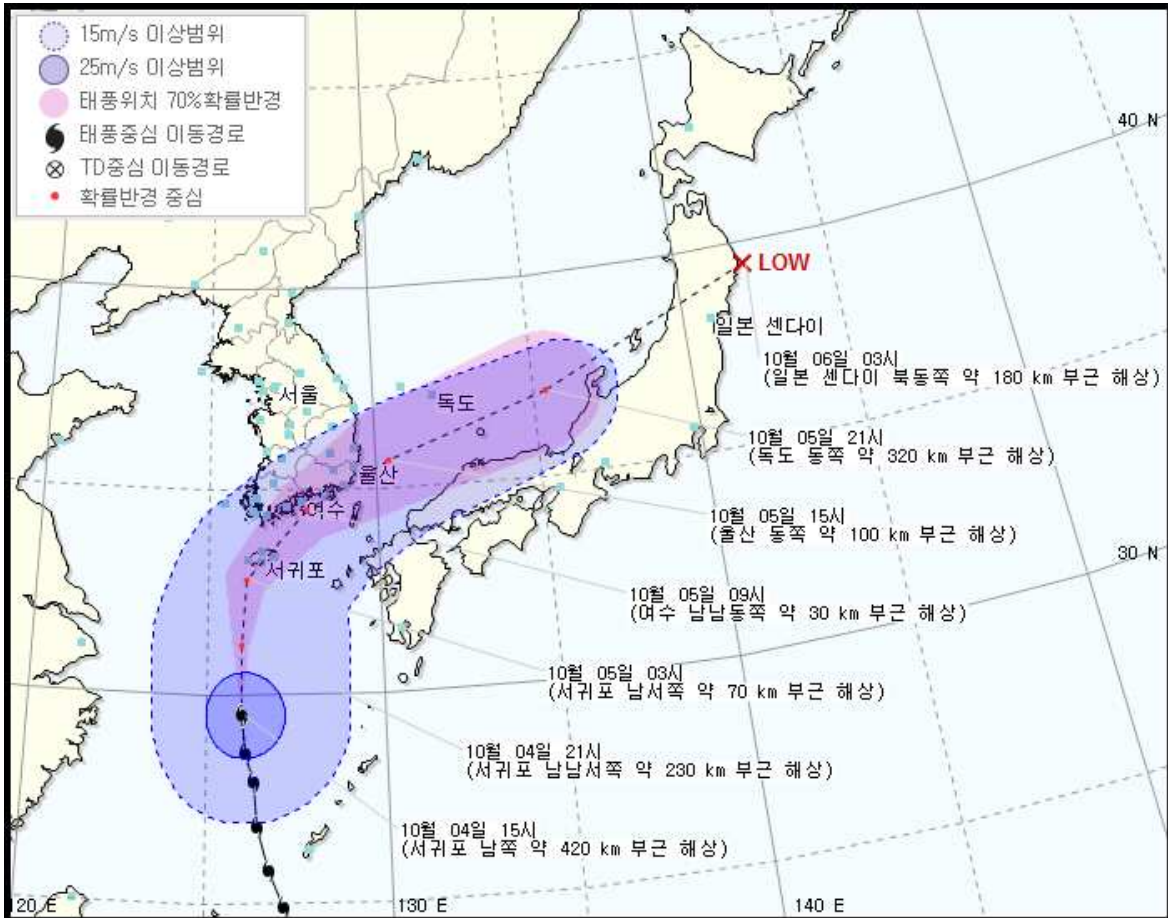 15m/s 이상범위
25m/s 이상범위
태풍위치 70%확률반경
태풍중심 이동경로
TD중심 이동경로
확률반경 중심
40 N
LOW
일본 센다이
10월 06일 03시
(일본 센다이 북동쪽 약 180 km 부근 해상)
서울
독도
10월 05일 21시
(독도 동쪽 약 320 km 부근 해상)
울산
여수
10월 05일 15시
(울산 동쪽 약 100 km 부근 해상)
30 N
서귀포
10월 05일 09시
(여수 남남동쪽 약 30 km 부근 해상)
10월 05일 03시
(서귀포 남서쪽 약 70 km 부근 해상)
10월 04일 21시
(서귀포 남남서쪽 약 230 km 부근 해상)
10월 04일 15시
(서귀포 남쪽 약 420 km 부근 해상)
120 E
130 E
140 E